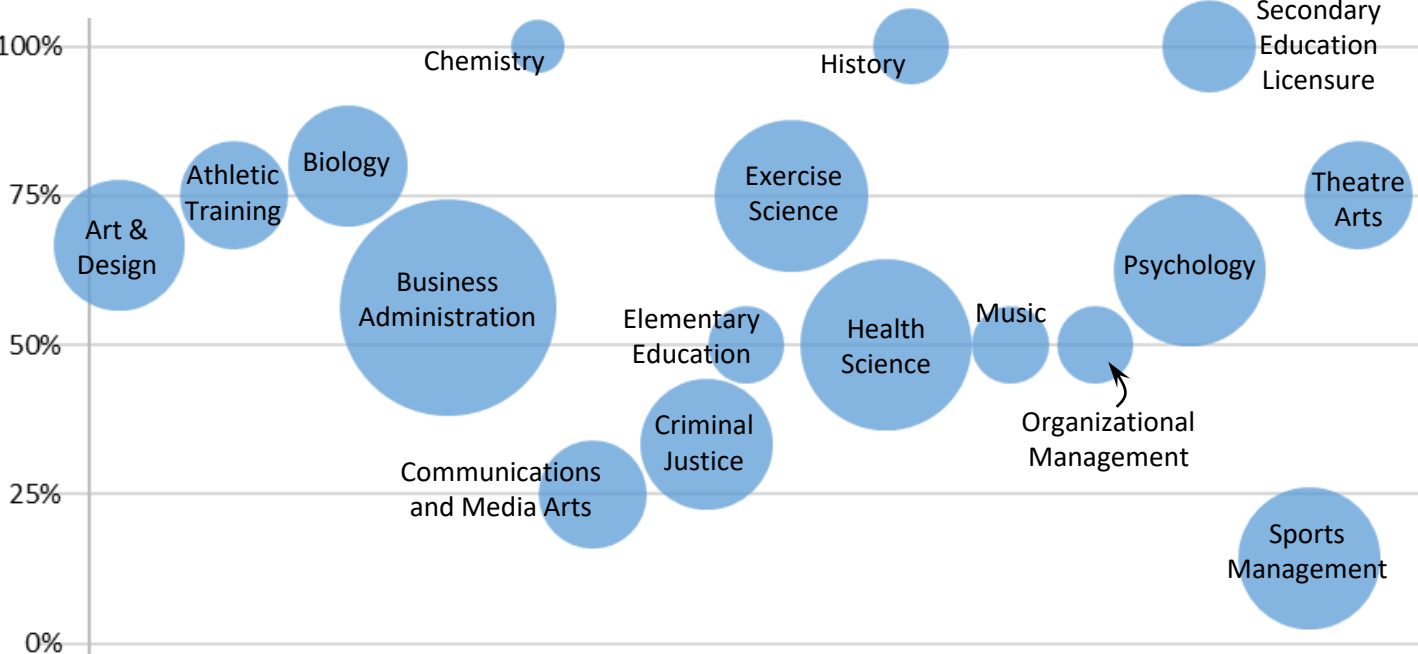 Secondary
Education
Licensure
100%
Chemistry
History
Biology
Athletic
Training
Exercise
Science
Theatre
Arts
75%
Art &
Design
Psychology
Business
Administration
Elementary
Education
Health
Science
Music
50%
Organizational
Management
Criminal
Justice
Communications
and Media Arts
25%
Sports
Management
0%